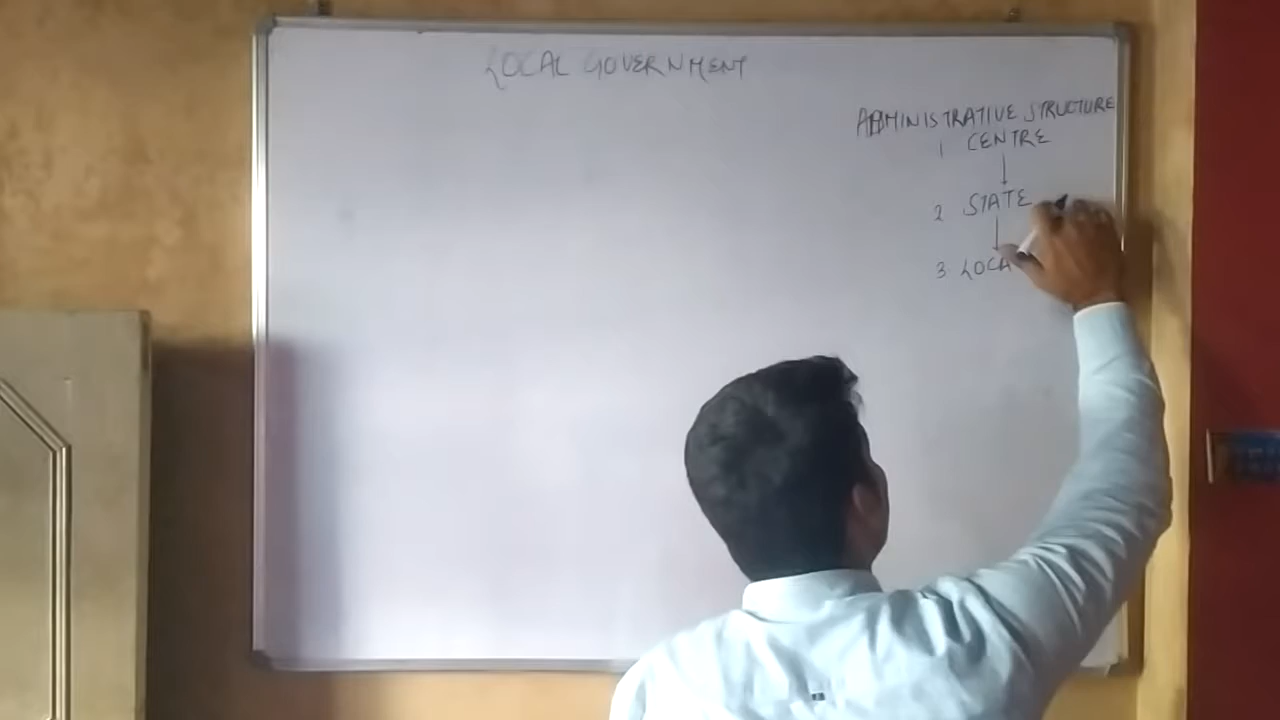 LOCAL GOVERNMENT
ADMINISTRATIVE STRUCTURE
1 CENTRE
2 STATE
3 LOCA